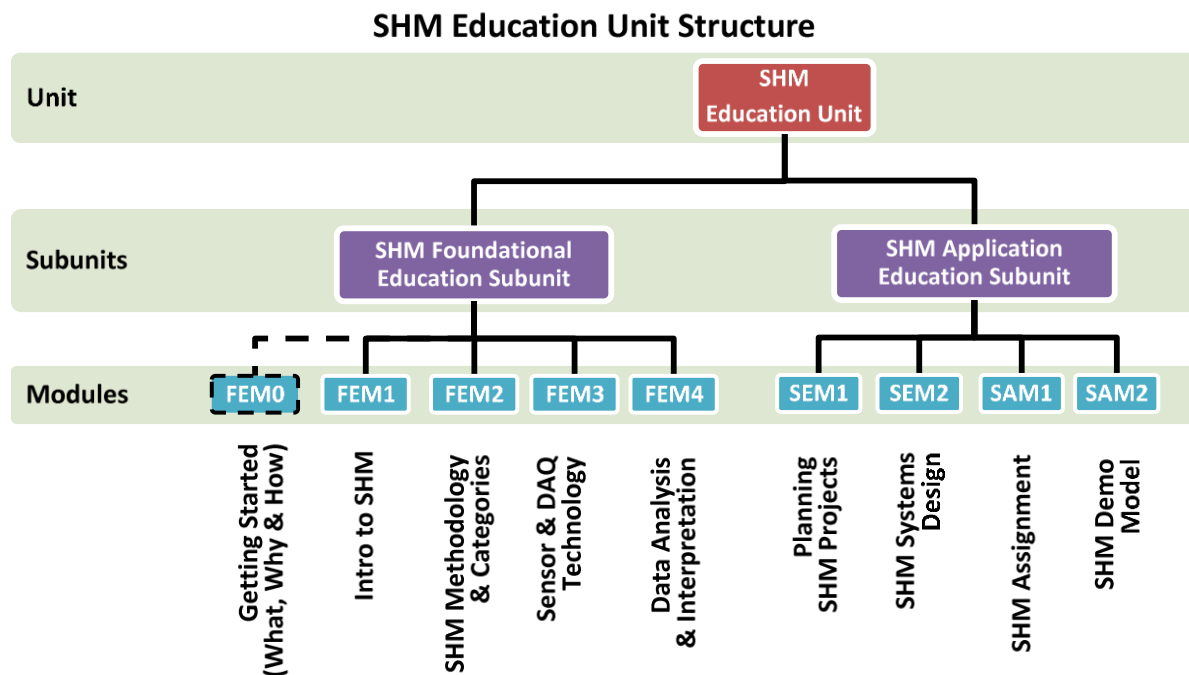 SHM Education Unit Structure
Unit
SHM
Education Unit
Subunits
SHM Foundational
Education Subunit
SHM Application
Education Subunit
Modules
FEM0
FEM1
FEM2
FEM3
FEM4
SEM1
SEM2
SAM1
SAM2
Getting Started
(What, Why & How)
Intro to SHM
SHM Methodology
& Categories
Sensor & DAQ
Technology
Data Analysis
& Interpretation
Planning
SHM Projects
SHM Systems
Design
SHM Assignment
SHM Demo
Model